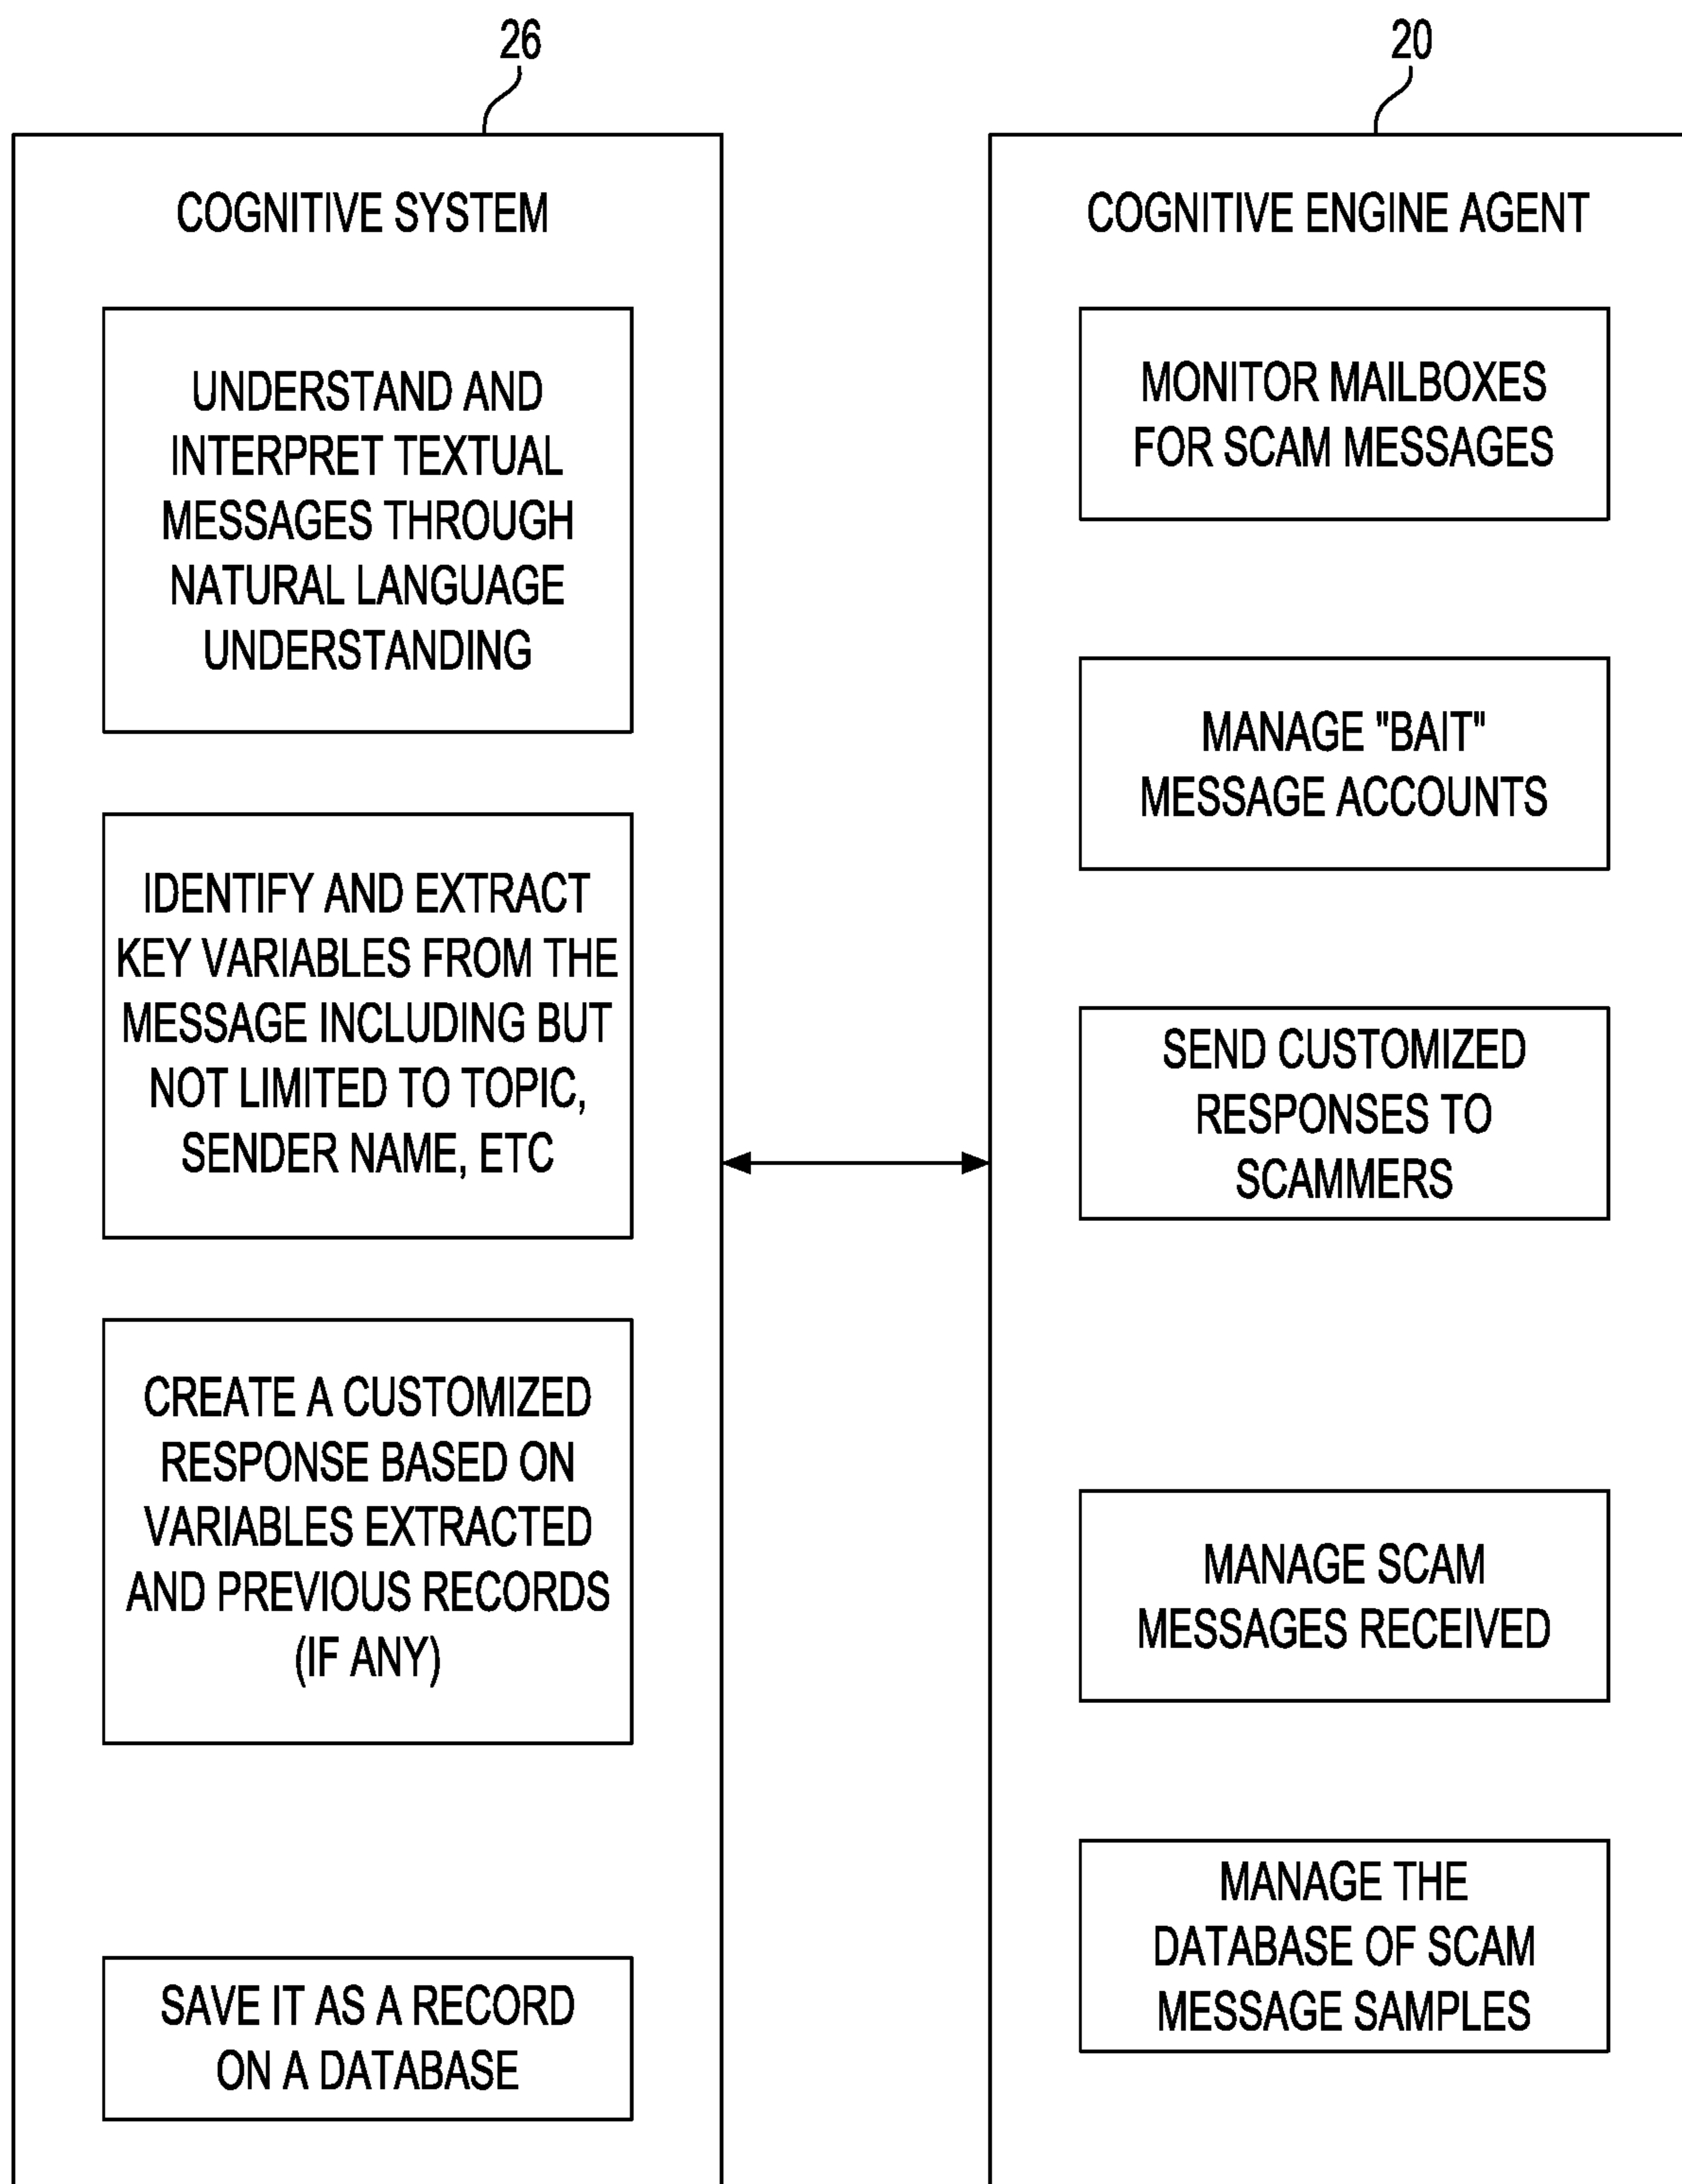 26
COGNITIVE SYSTEM
UNDERSTAND AND
INTERPRET TEXTUAL
MESSAGES THROUGH
NATURAL LANGUAGE
UNDERSTANDING
IDENTIFY AND EXTRACT
KEY VARIABLES FROM THE
MESSAGE INCLUDING BUT
NOT LIMITED TO TOPIC,
SENDER NAME, ETC
CREATE A CUSTOMIZED
RESPONSE BASED ON
VARIABLES EXTRACTED
AND PREVIOUS RECORDS
(IF ANY)
SAVE IT AS A RECORD
ON A DATABASE
20
COGNITIVE ENGINE AGENT
MONITOR MAILBOXES
FOR SCAM MESSAGES
MANAGE "BAIT"
MESSAGE ACCOUNTS
SEND CUSTOMIZED
RESPONSES TO
SCAMMERS
MANAGE SCAM
MESSAGES RECEIVED
MANAGE THE
DATABASE OF SCAM
MESSAGE SAMPLES